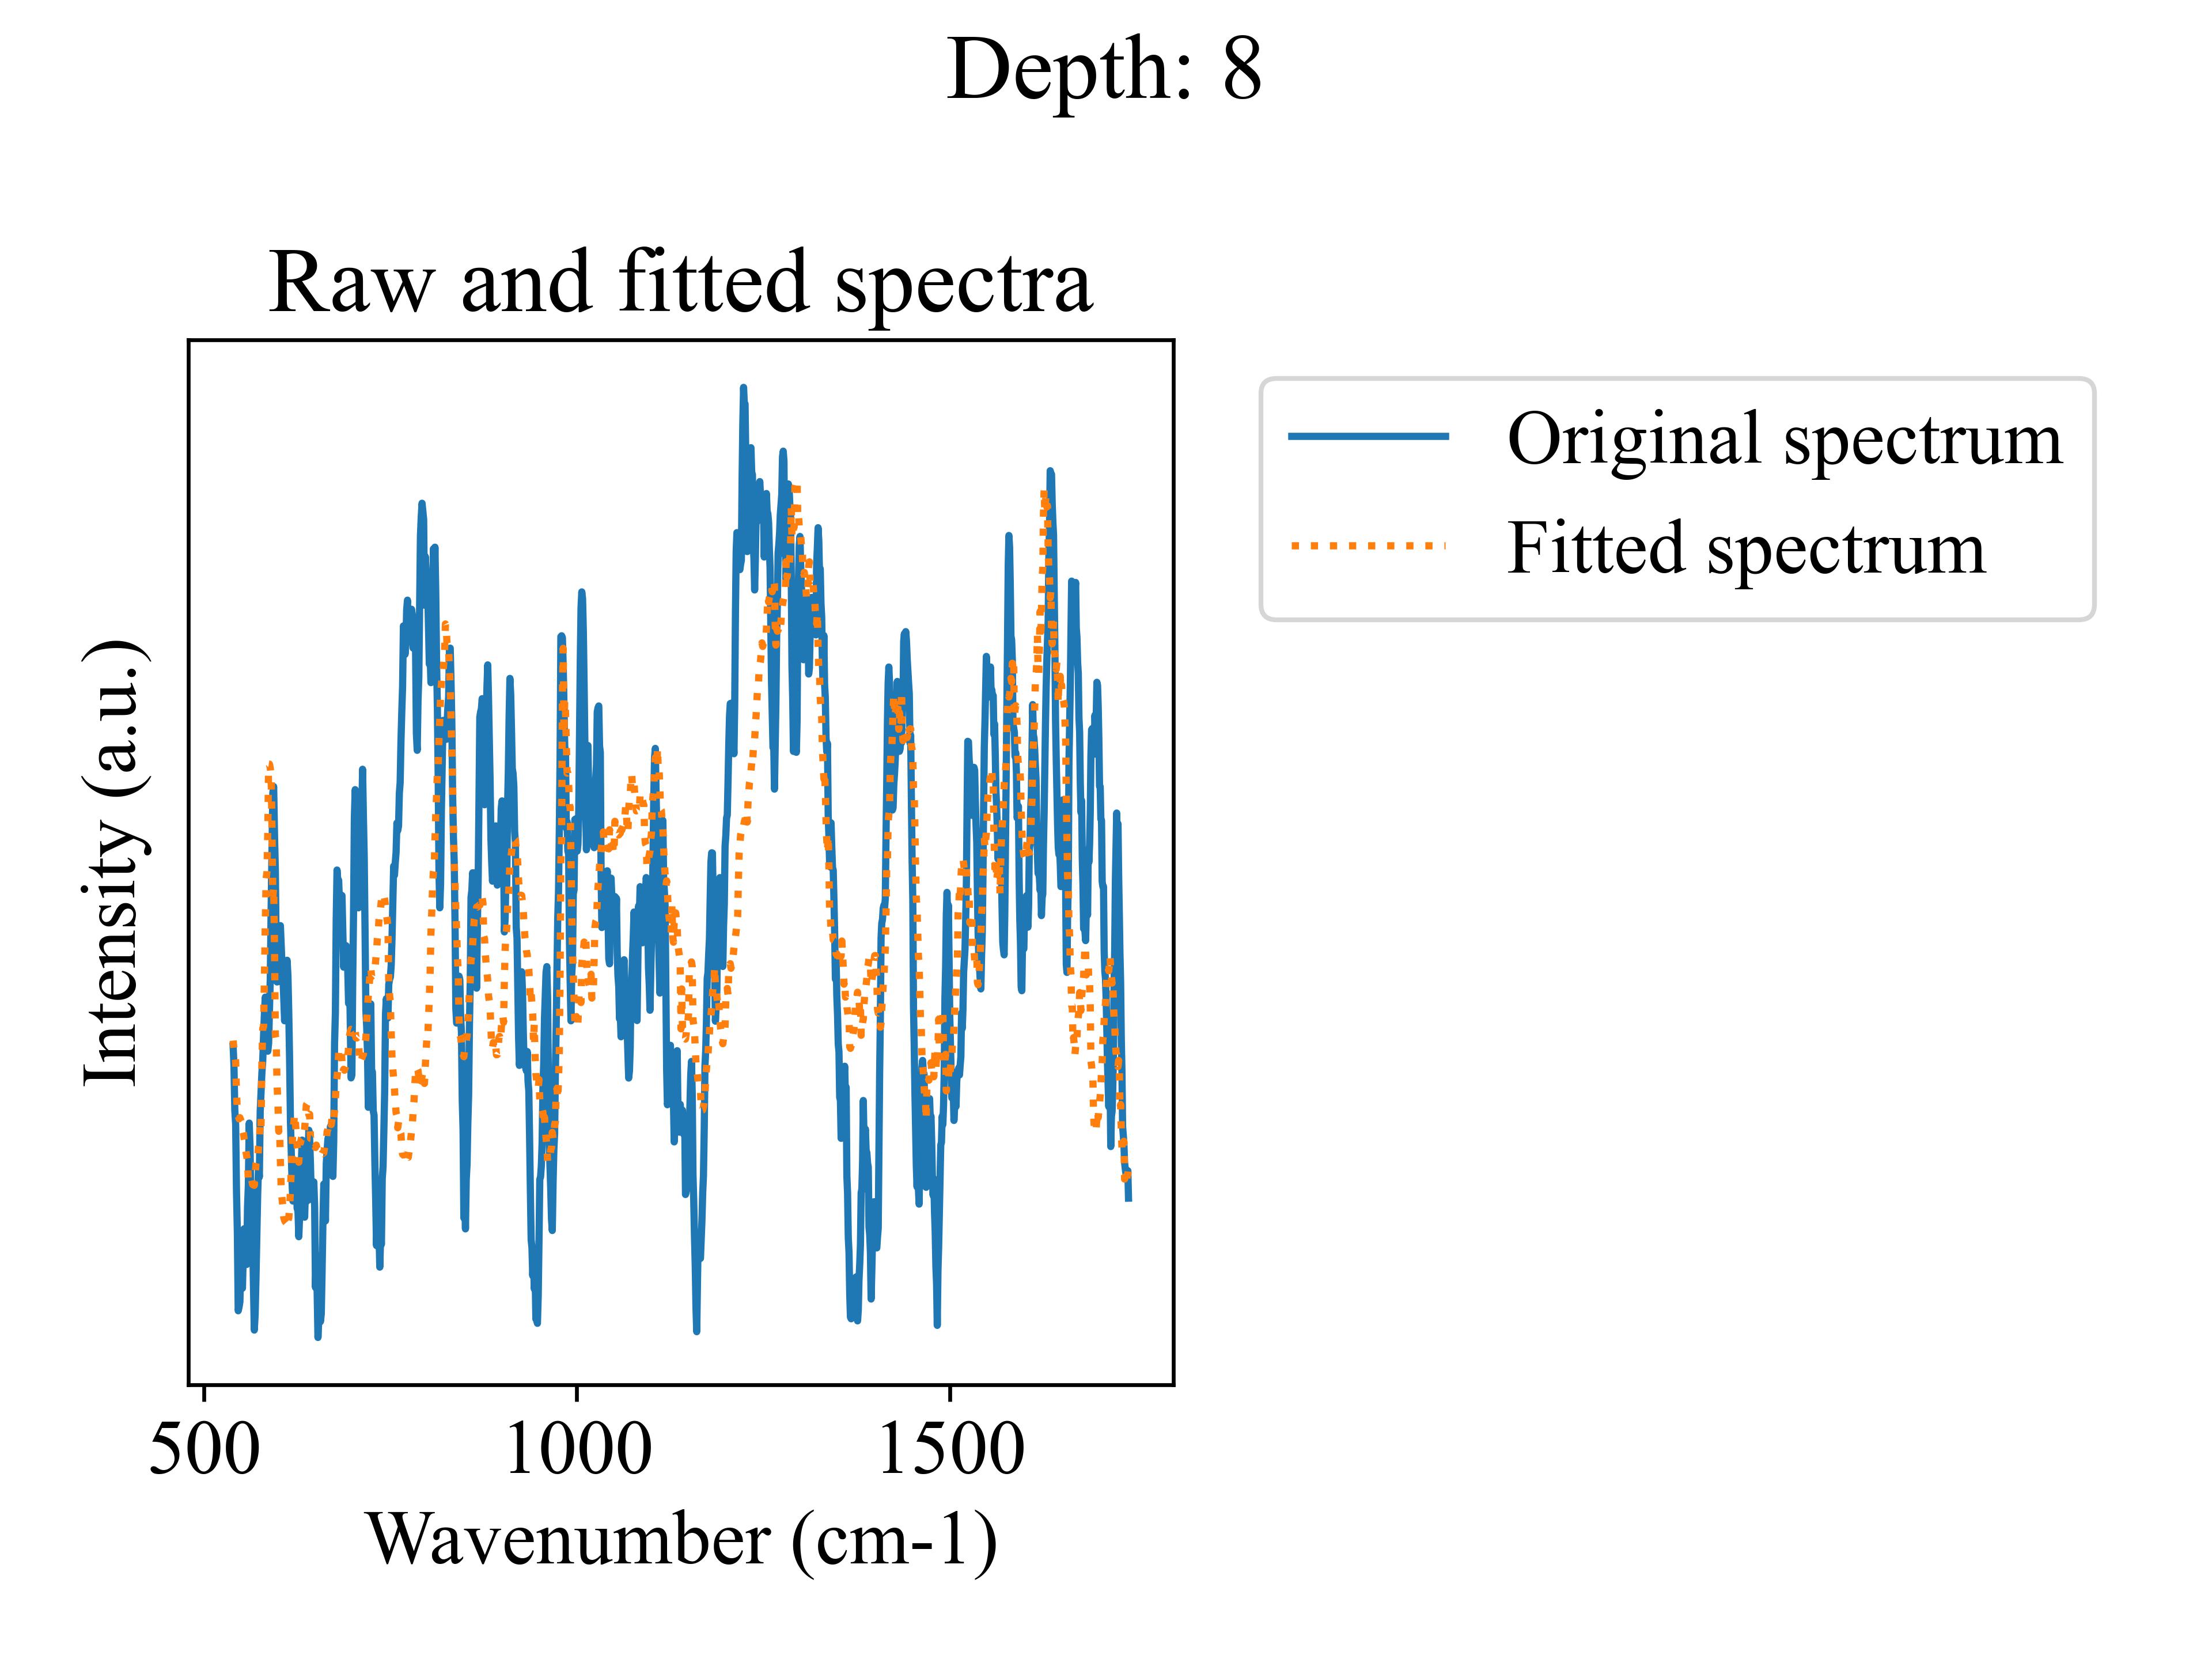 Depth: 8
Raw and fitted spectra
Original spectrum
Fitted spectrum
Intensity (a.u.)
500 1000 1500
Wavenumber (cm-1)